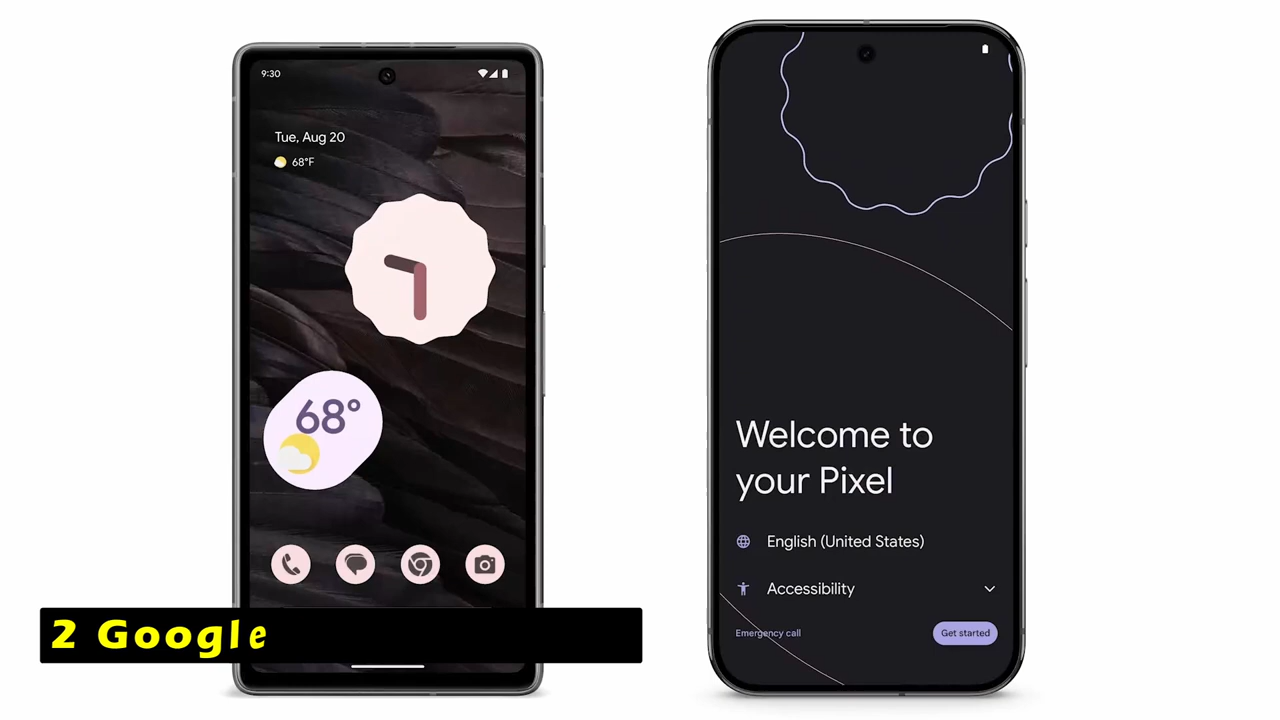 9:30
Tue, Aug 20
68°F
68°
2 Google
Welcome to
your Pixel
English (United States)
Accessibility
Emergency call
Get started